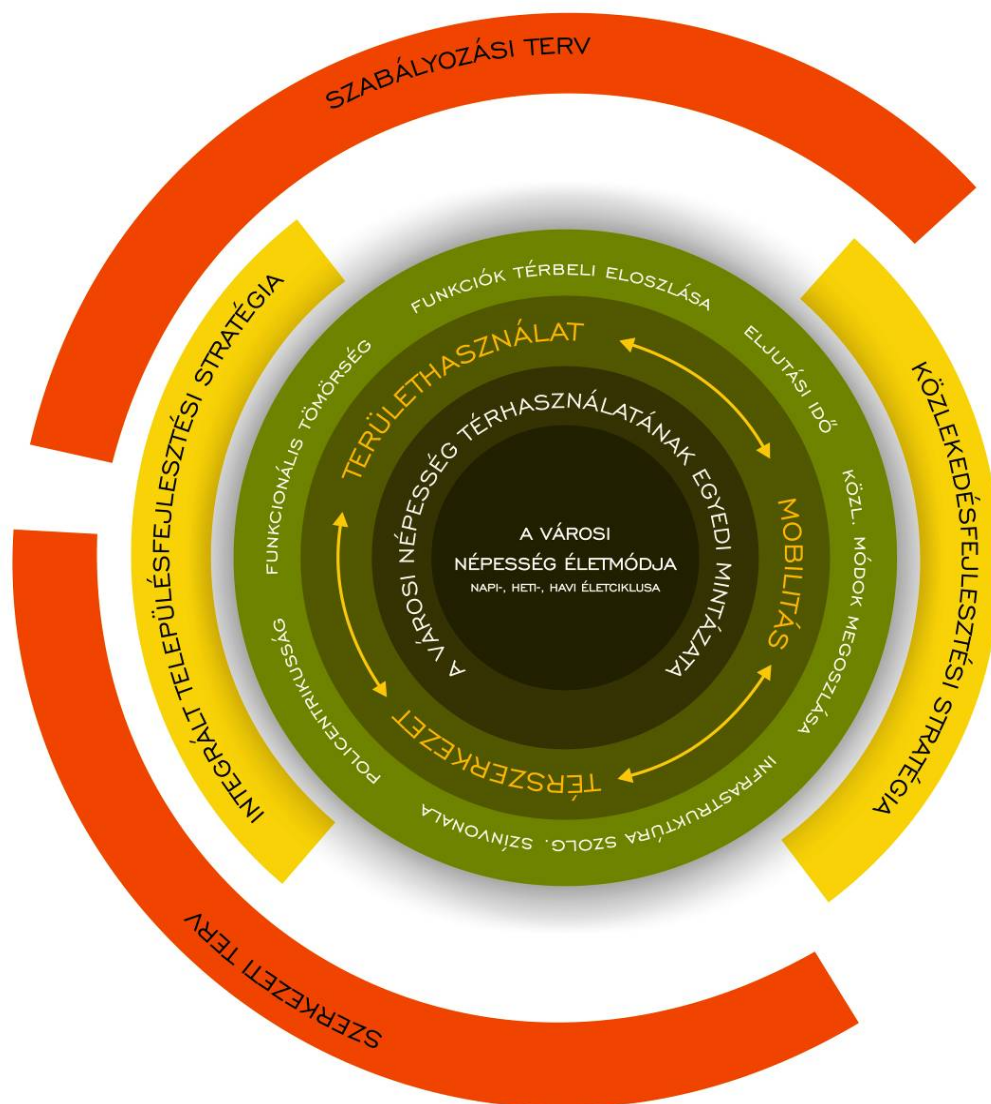 SZABÁLYOZÁSI TERV
INTEGRÁLT TELEPÜLÉSFEJLESZTÉSI STRATÉGIA
KÖZLEKEDÉSFEJLESZTÉSI STRATÉGIA
FUNKCIÓK TÉRBELI ELOSZLÁSA
ELJUTÁSI IDŐ
KÖZL. MÓDOK MEGOSZLÁSA
INFRASTRUKTÚRA SZOLG. SZÍNVONALA
POLICENTRIKUSSÁG
FUNKCIONÁLIS TÖMÖRSÉG
TERÜLETHASZNÁLAT
MOBILITÁS
TÉRSZERKEZET
A VÁROSI NÉPESSÉG TÉRHASZNÁLATÁNAK EGYEDI MINTÁZATA
A VÁROSI
NÉPESSÉG ÉLETMÓDJA
NAPI-, HETI-, HAVI ÉLETCIKLUSA
SZERKEZETI TERV